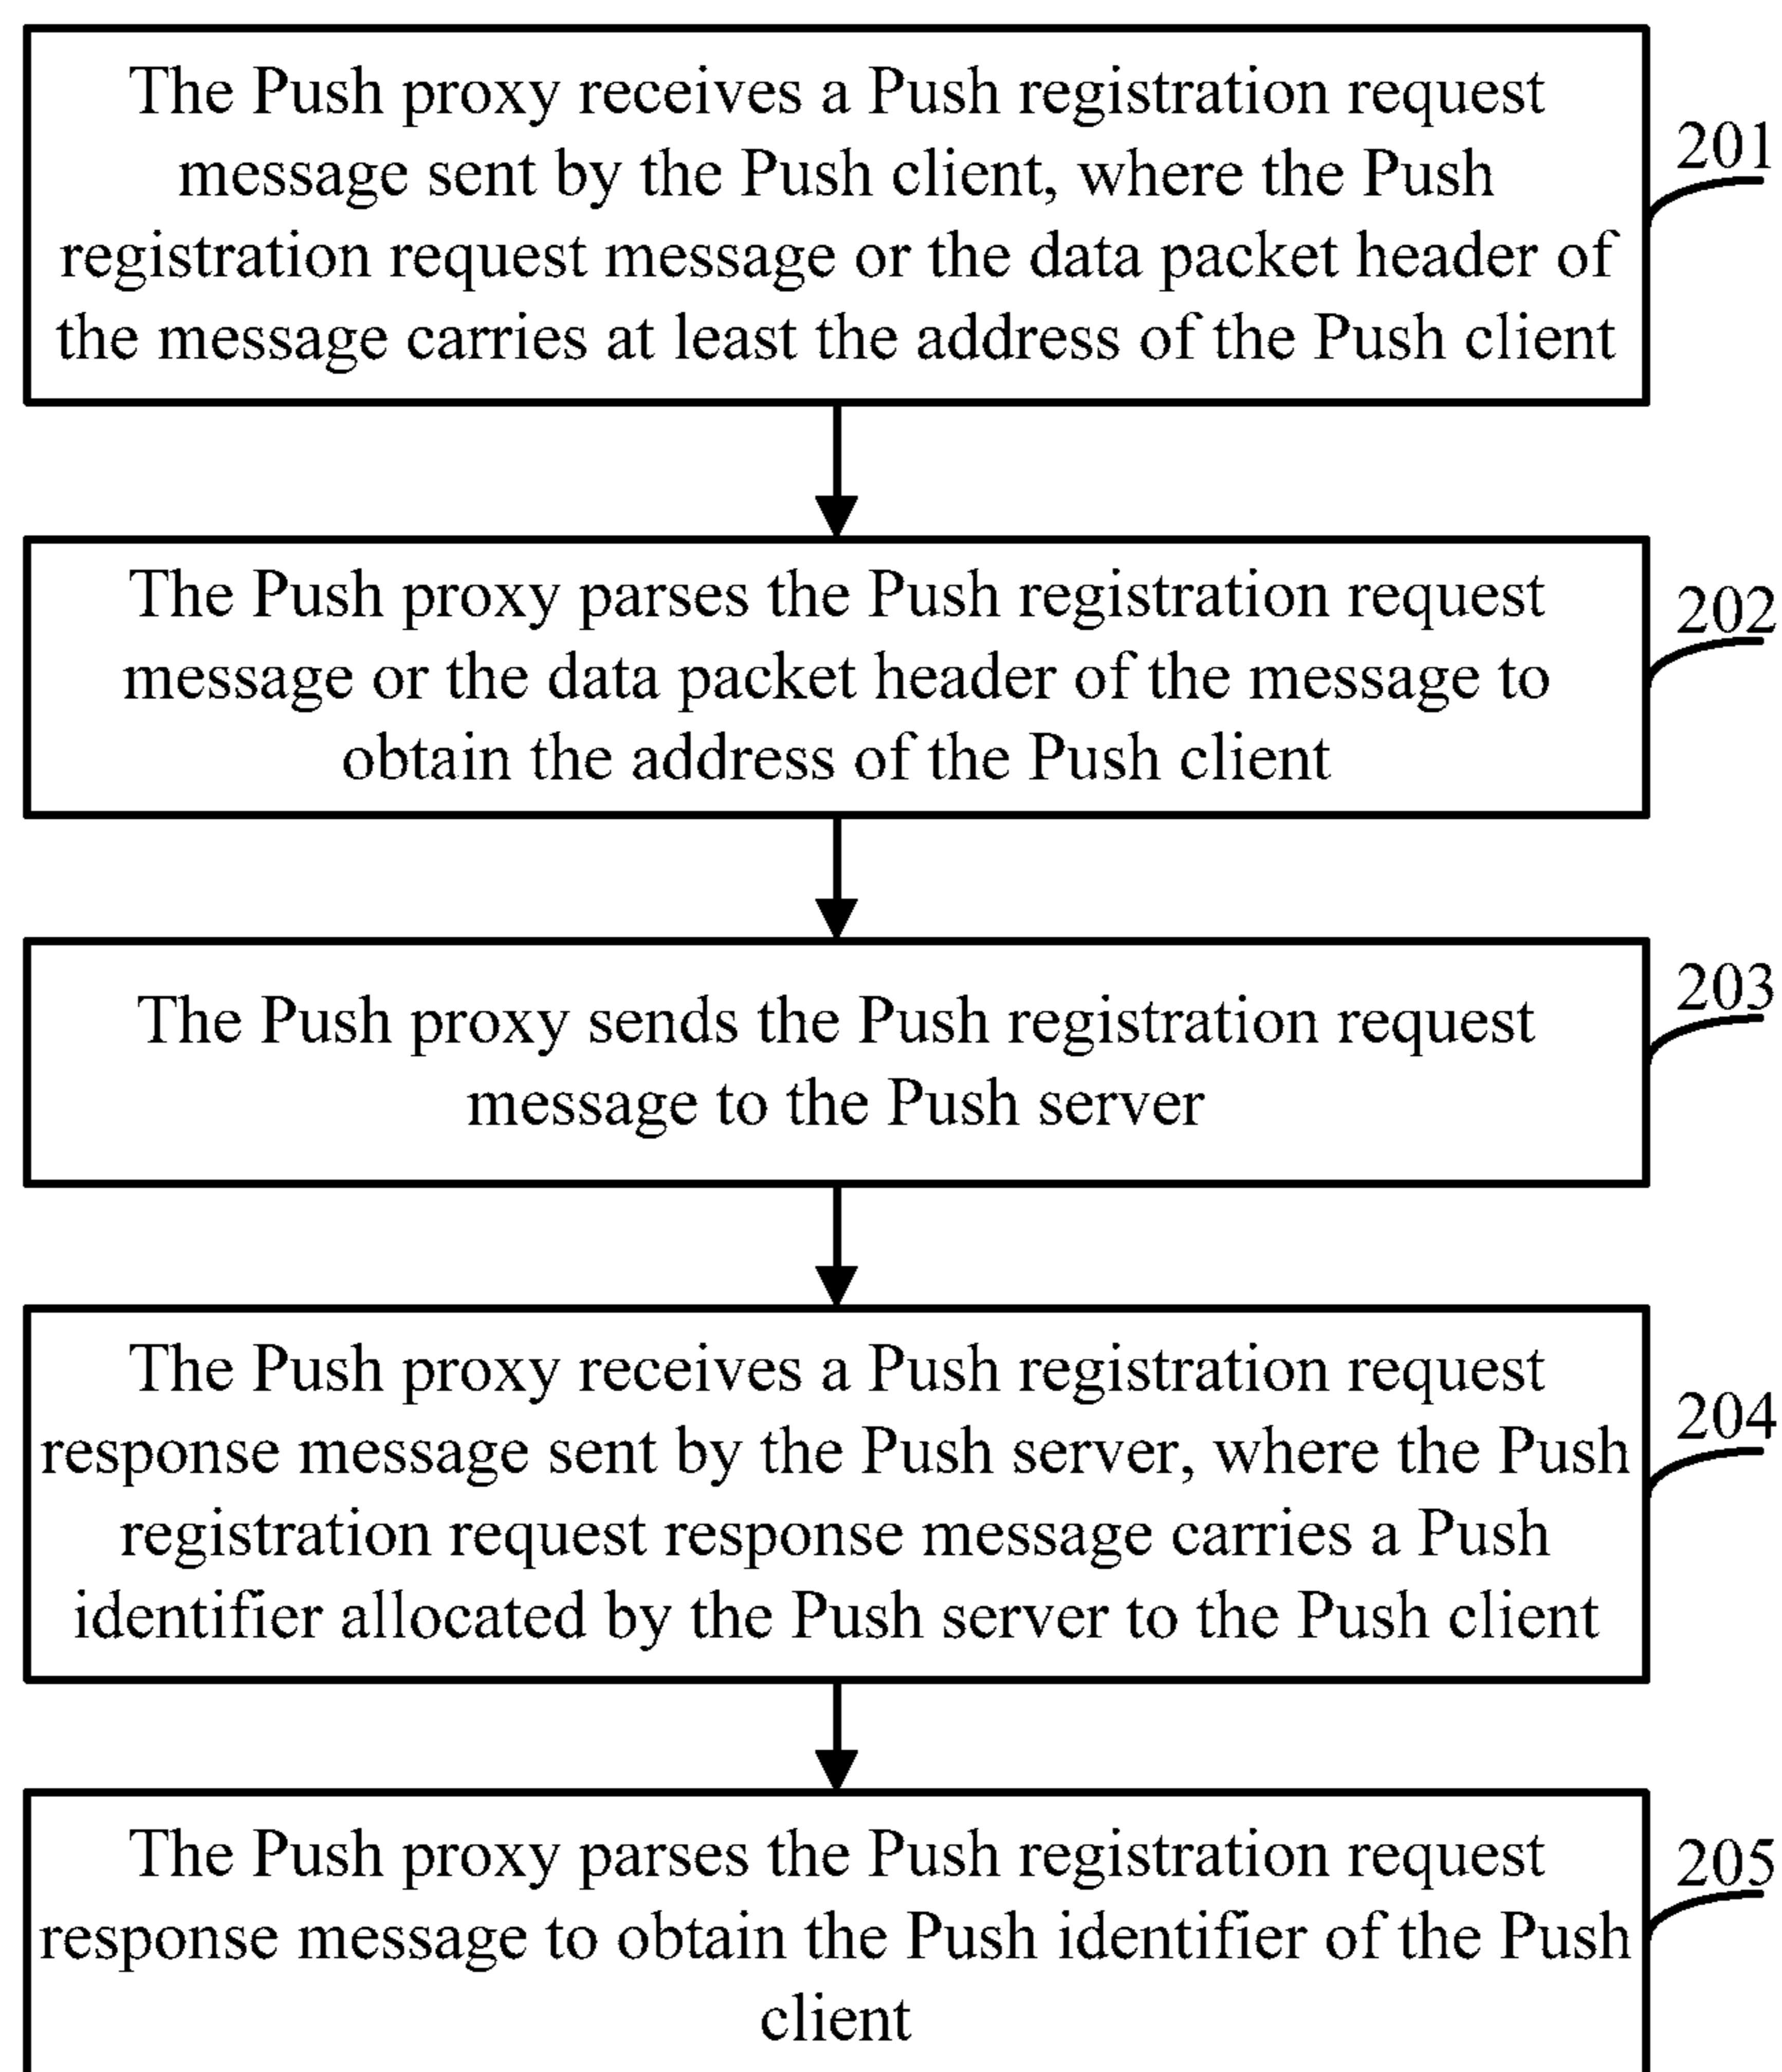 The Push proxy receives a Push registration request
message sent by the Push client, where the Push
registration request message or the data packet header of
the message carries at least the address of the Push client
201
The Push proxy parses the Push registration request
message or the data packet header of the message to
obtain the address of the Push client
202
The Push proxy sends the Push registration request
message to the Push server
203
The Push proxy receives a Push registration request
response message sent by the Push server, where the Push
registration request response message carries a Push
identifier allocated by the Push server to the Push client
204
The Push proxy parses the Push registration request
response message to obtain the Push identifier of the Push
client
205